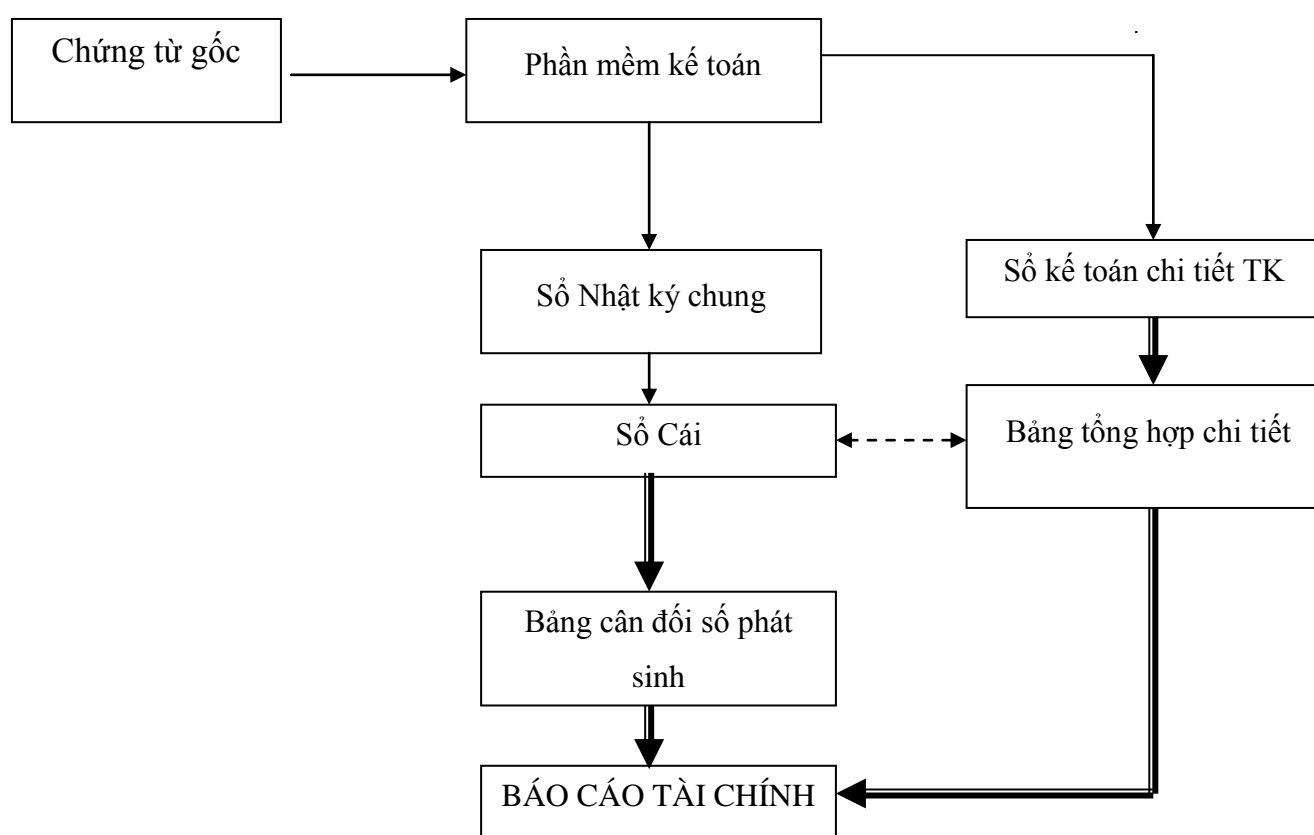 Chứng từ gốc
Phần mềm kế toán
Sổ Nhật ký chung
Sổ kế toán chi tiết TK
Sổ Cái
Bảng tổng hợp chi tiết
Bảng cân đối số phát
sinh
BÁO CÁO TÀI CHÍNH